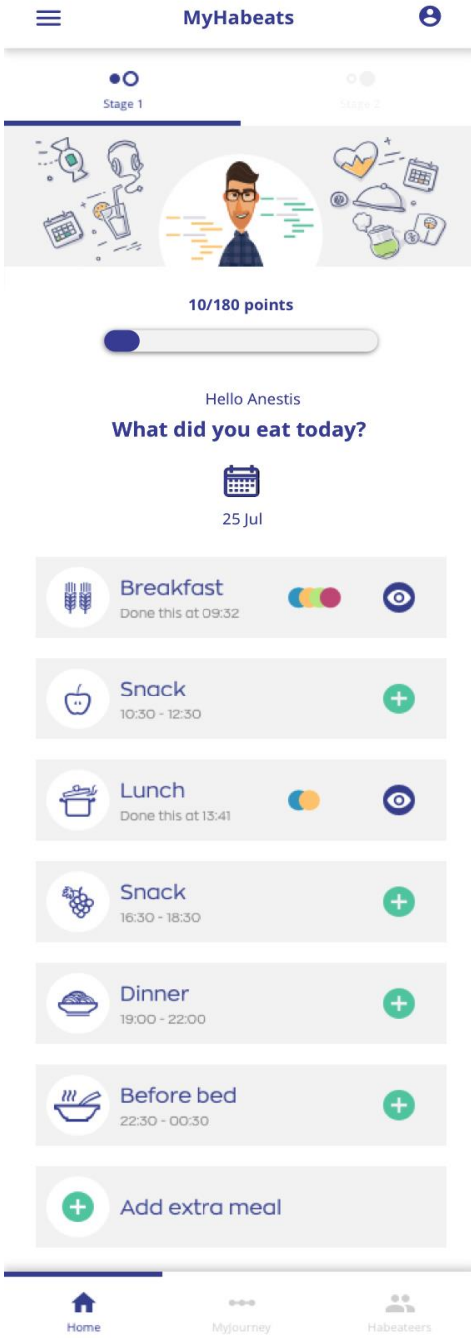 MyHabeats
Stage 1
Stage 2
10/180 points
Hello Anestis
What did you eat today?
25 Jul
Breakfast
Done this at 09:32
Snack
10:30 - 12:30
Lunch
Done this at 13:41
Snack
16:30 - 18:30
Dinner
19:00 - 22:00
Before bed
22:30 - 00:30
Add extra meal
Home
MyJourney
Habeateers